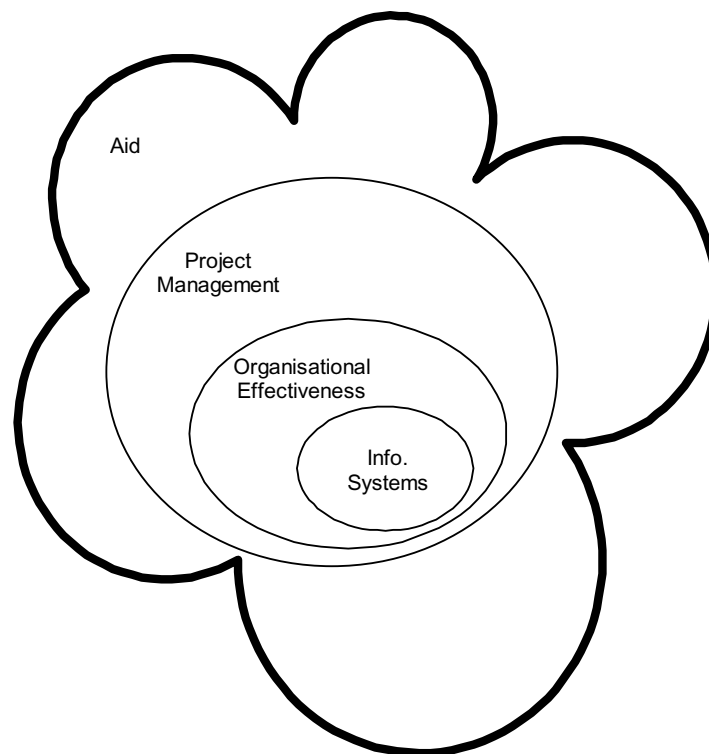 Aid
Project
Management
Organisational
Effectiveness
Info.
Systems